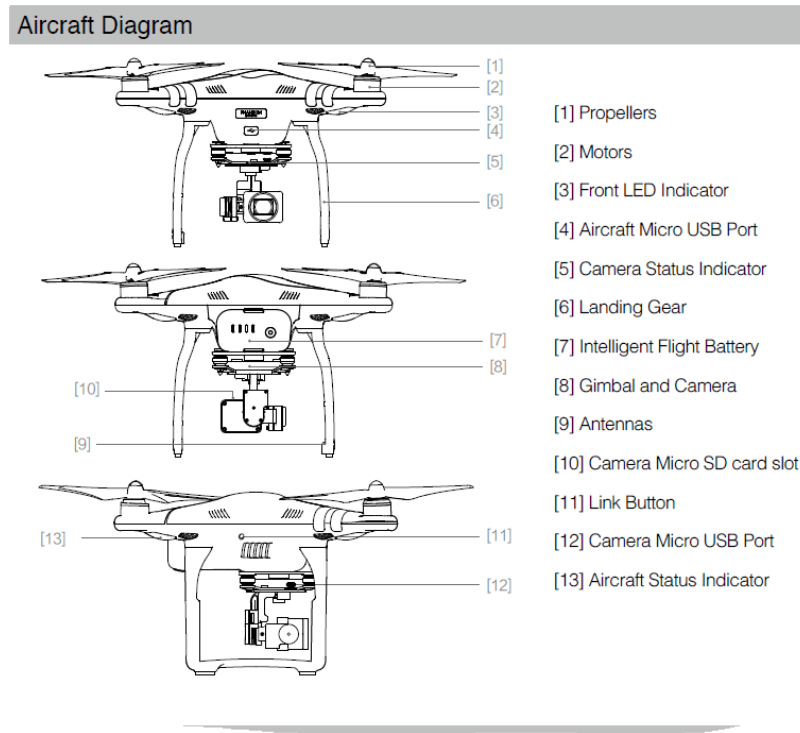 Aircraft Diagram
[1]
[2]
[3]
[4]
[5]
[6]
[7]
[8]
[10]
[9]
[13]
[11]
[12]
[1] Propellers
[2] Motors
[3] Front LED Indicator
[4] Aircraft Micro USB Port
[5] Camera Status Indicator
[6] Landing Gear
[7] Intelligent Flight Battery
[8] Gimbal and Camera
[9] Antennas
[10] Camera Micro SD card slot
[11] Link Button
[12] Camera Micro USB Port
[13] Aircraft Status Indicator